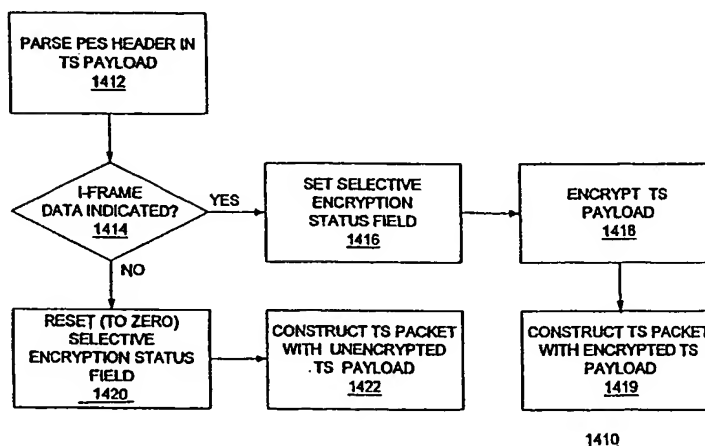 PARSE PES HEADER IN
TS PAYLOAD
1412
I-FRAME
DATA INDICATED?
1414
YES
NO
SET SELECTIVE
ENCRYPTION
STATUS FIELD
1416
ENCRYPT TS
PAYLOAD
1418
RESET (TO ZERO)
SELECTIVE
ENCRYPTION STATUS
FIELD
1420
CONSTRUCT TS PACKET
WITH UNENCRYPTED
TS PAYLOAD
1422
CONSTRUCT TS PACKET
WITH ENCRYPTED TS
PAYLOAD
1419
1410